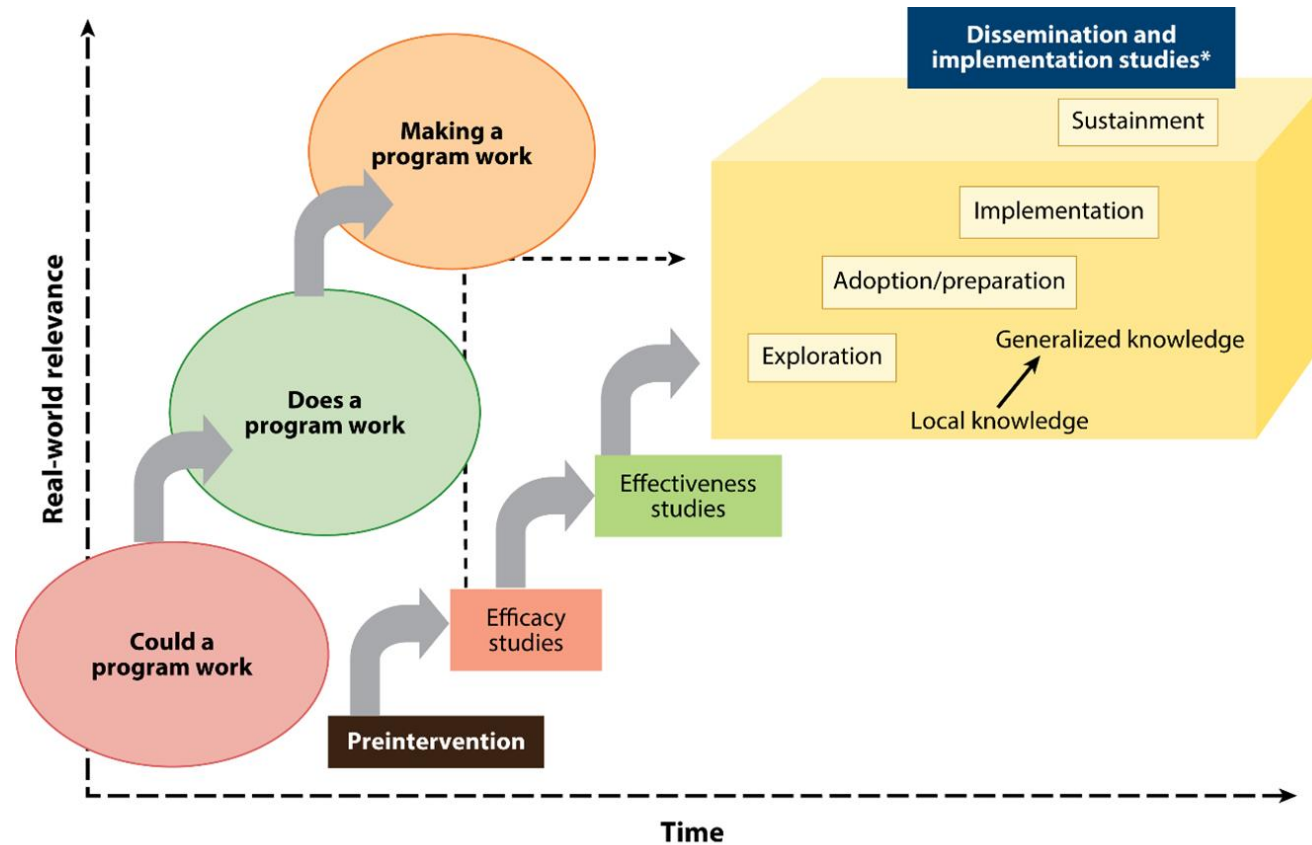 Dissemination and
implementation studies*
Sustainment
Making a
program work
Implementation
Adoption/preparation
Generalized knowledge
Exploration
Local knowledge
Does a
program work
Effectiveness
studies
Efficacy
studies
Could a
program work
Preintervention
Real-world relevance
Time